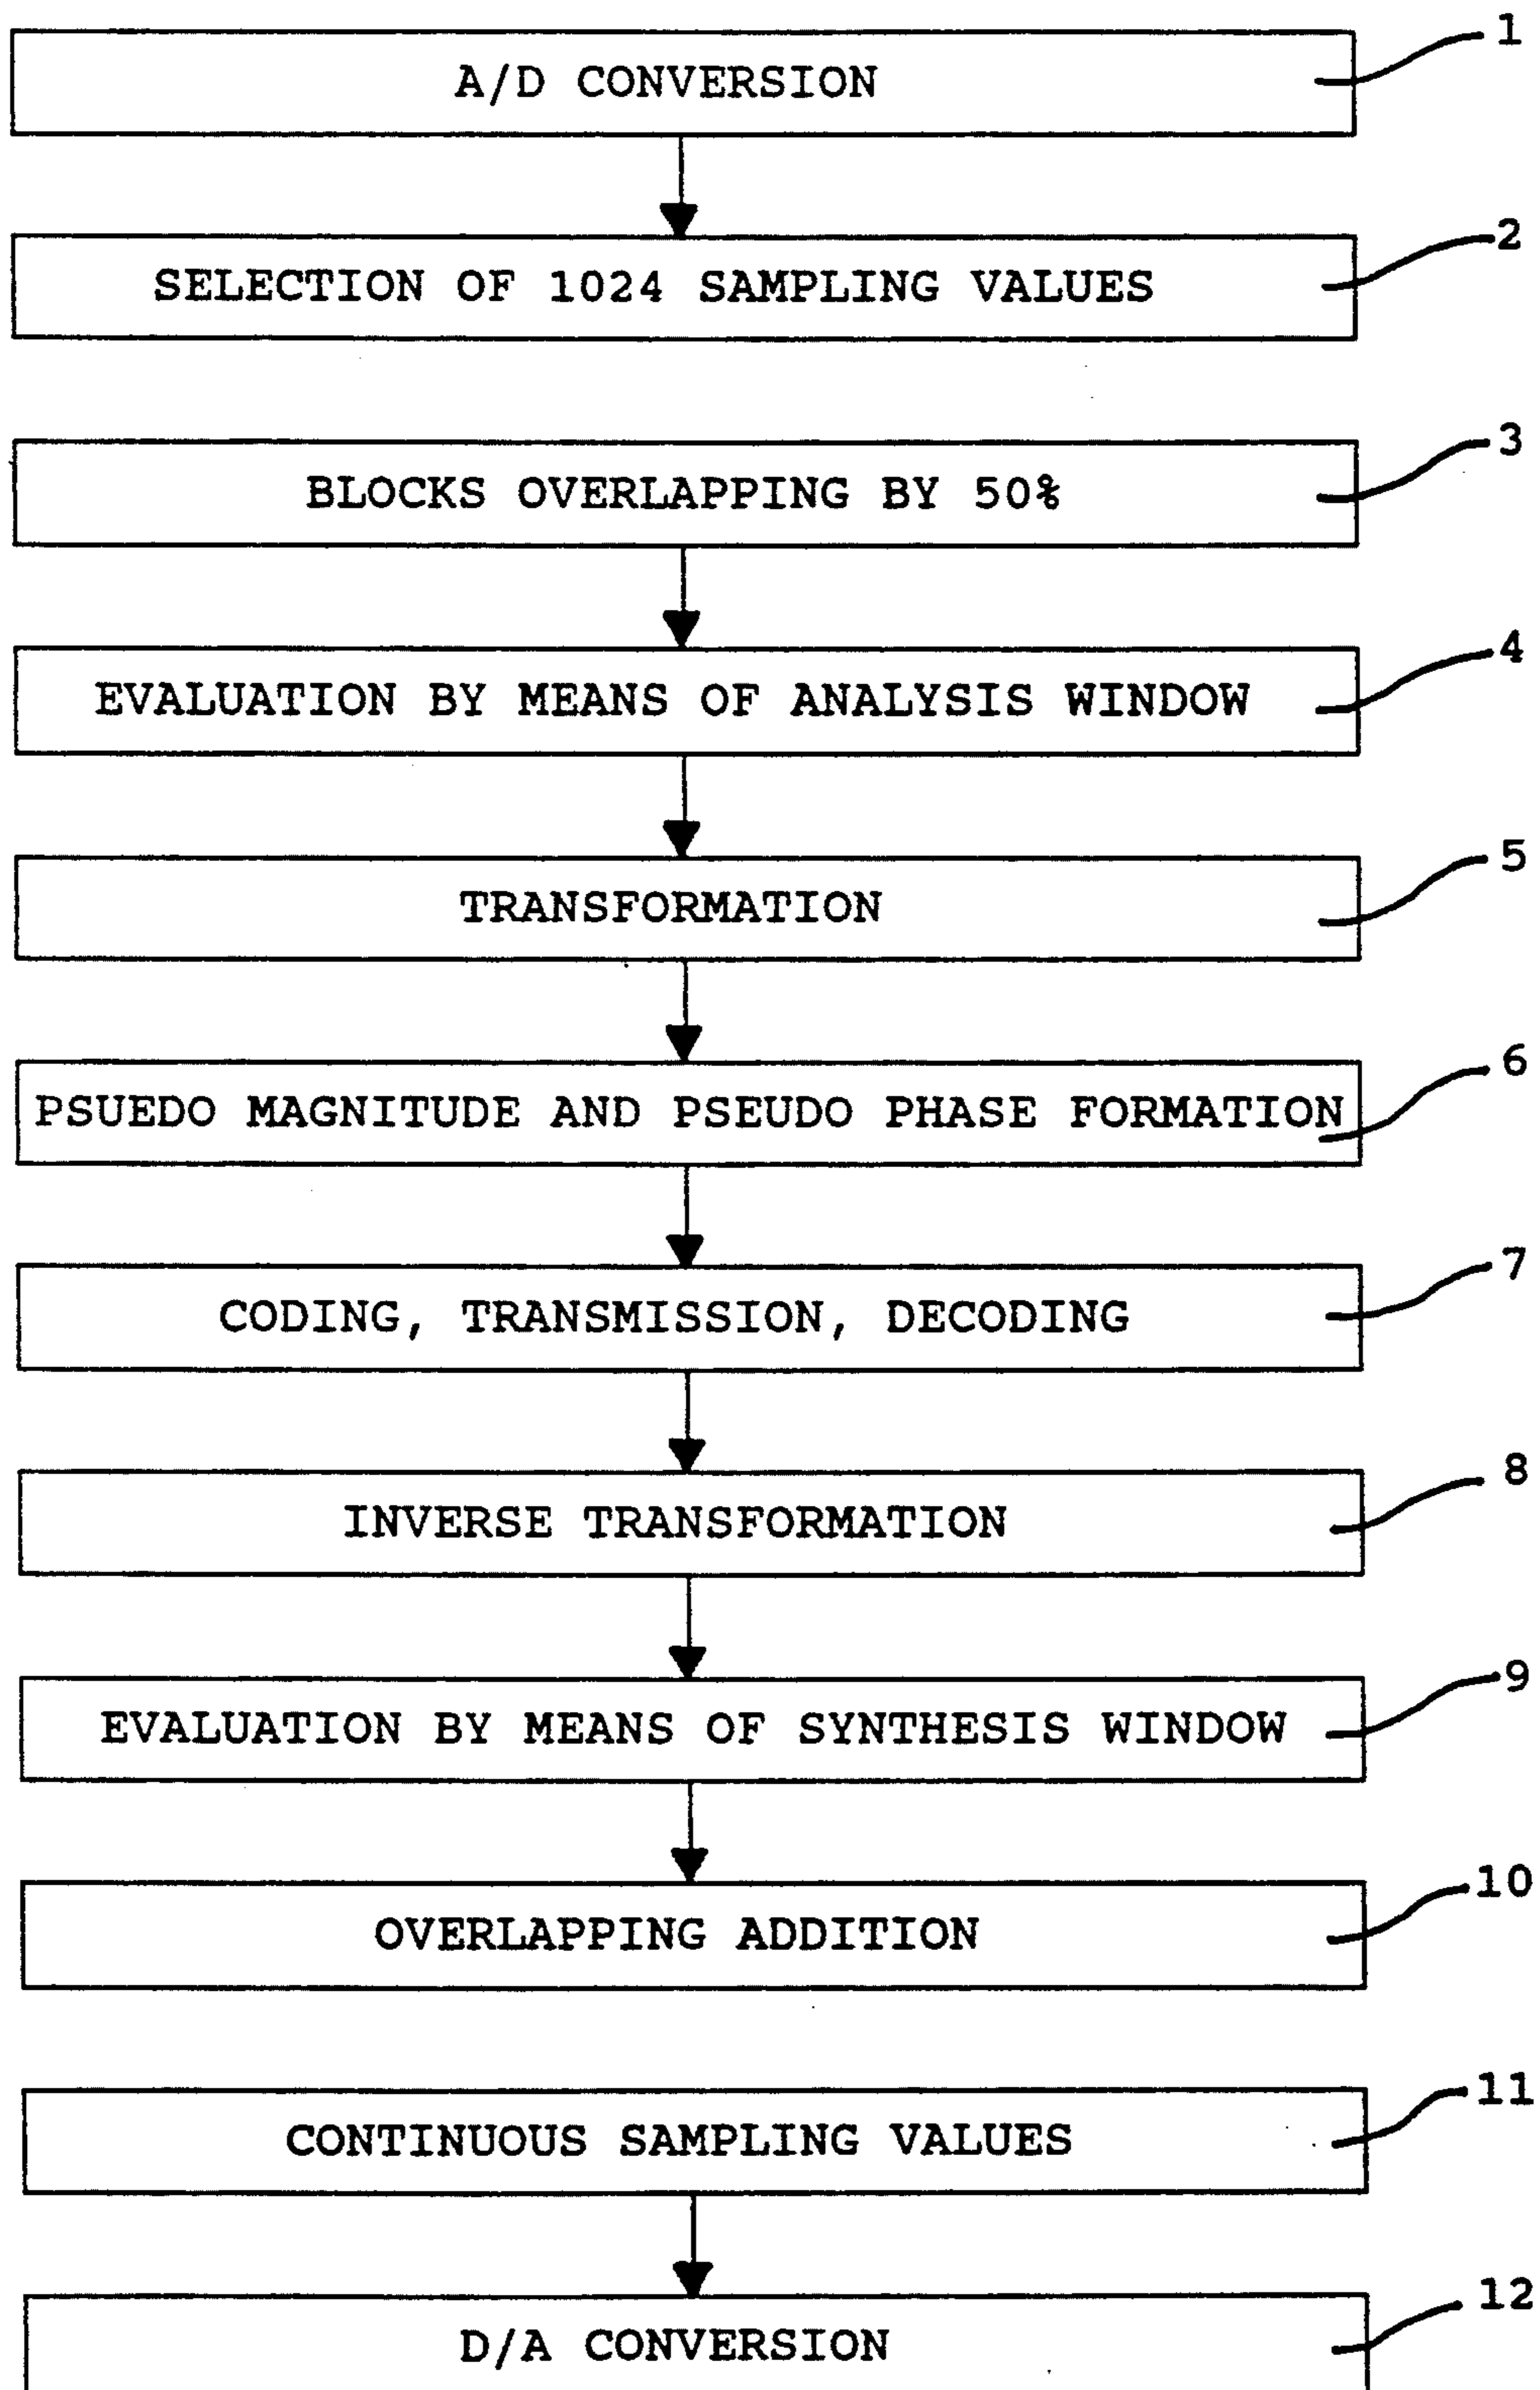 A/D CONVERSION 1
SELECTION OF 1024 SAMPLING VALUES 2
BLOCKS OVERLAPPING BY 50% 3
EVALUATION BY MEANS OF ANALYSIS WINDOW 4
TRANSFORMATION 5
PSUEDO MAGNITUDE AND PSEUDO PHASE FORMATION 6
CODING, TRANSMISSION, DECODING 7
INVERSE TRANSFORMATION 8
EVALUATION BY MEANS OF SYNTHESIS WINDOW 9
OVERLAPPING ADDITION 10
CONTINUOUS SAMPLING VALUES 11
D/A CONVERSION 12